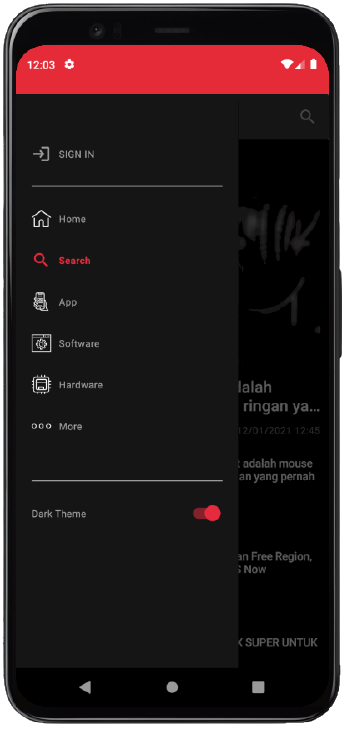 12:03
SIGN IN
Home
Search
App
Software
Hardware
More
Dark Theme
dalah
ringan ya...
12/01/2021 12:45
adalah mouse
an yang pernah
an Free Region,
S Now
SUPER UNTUK